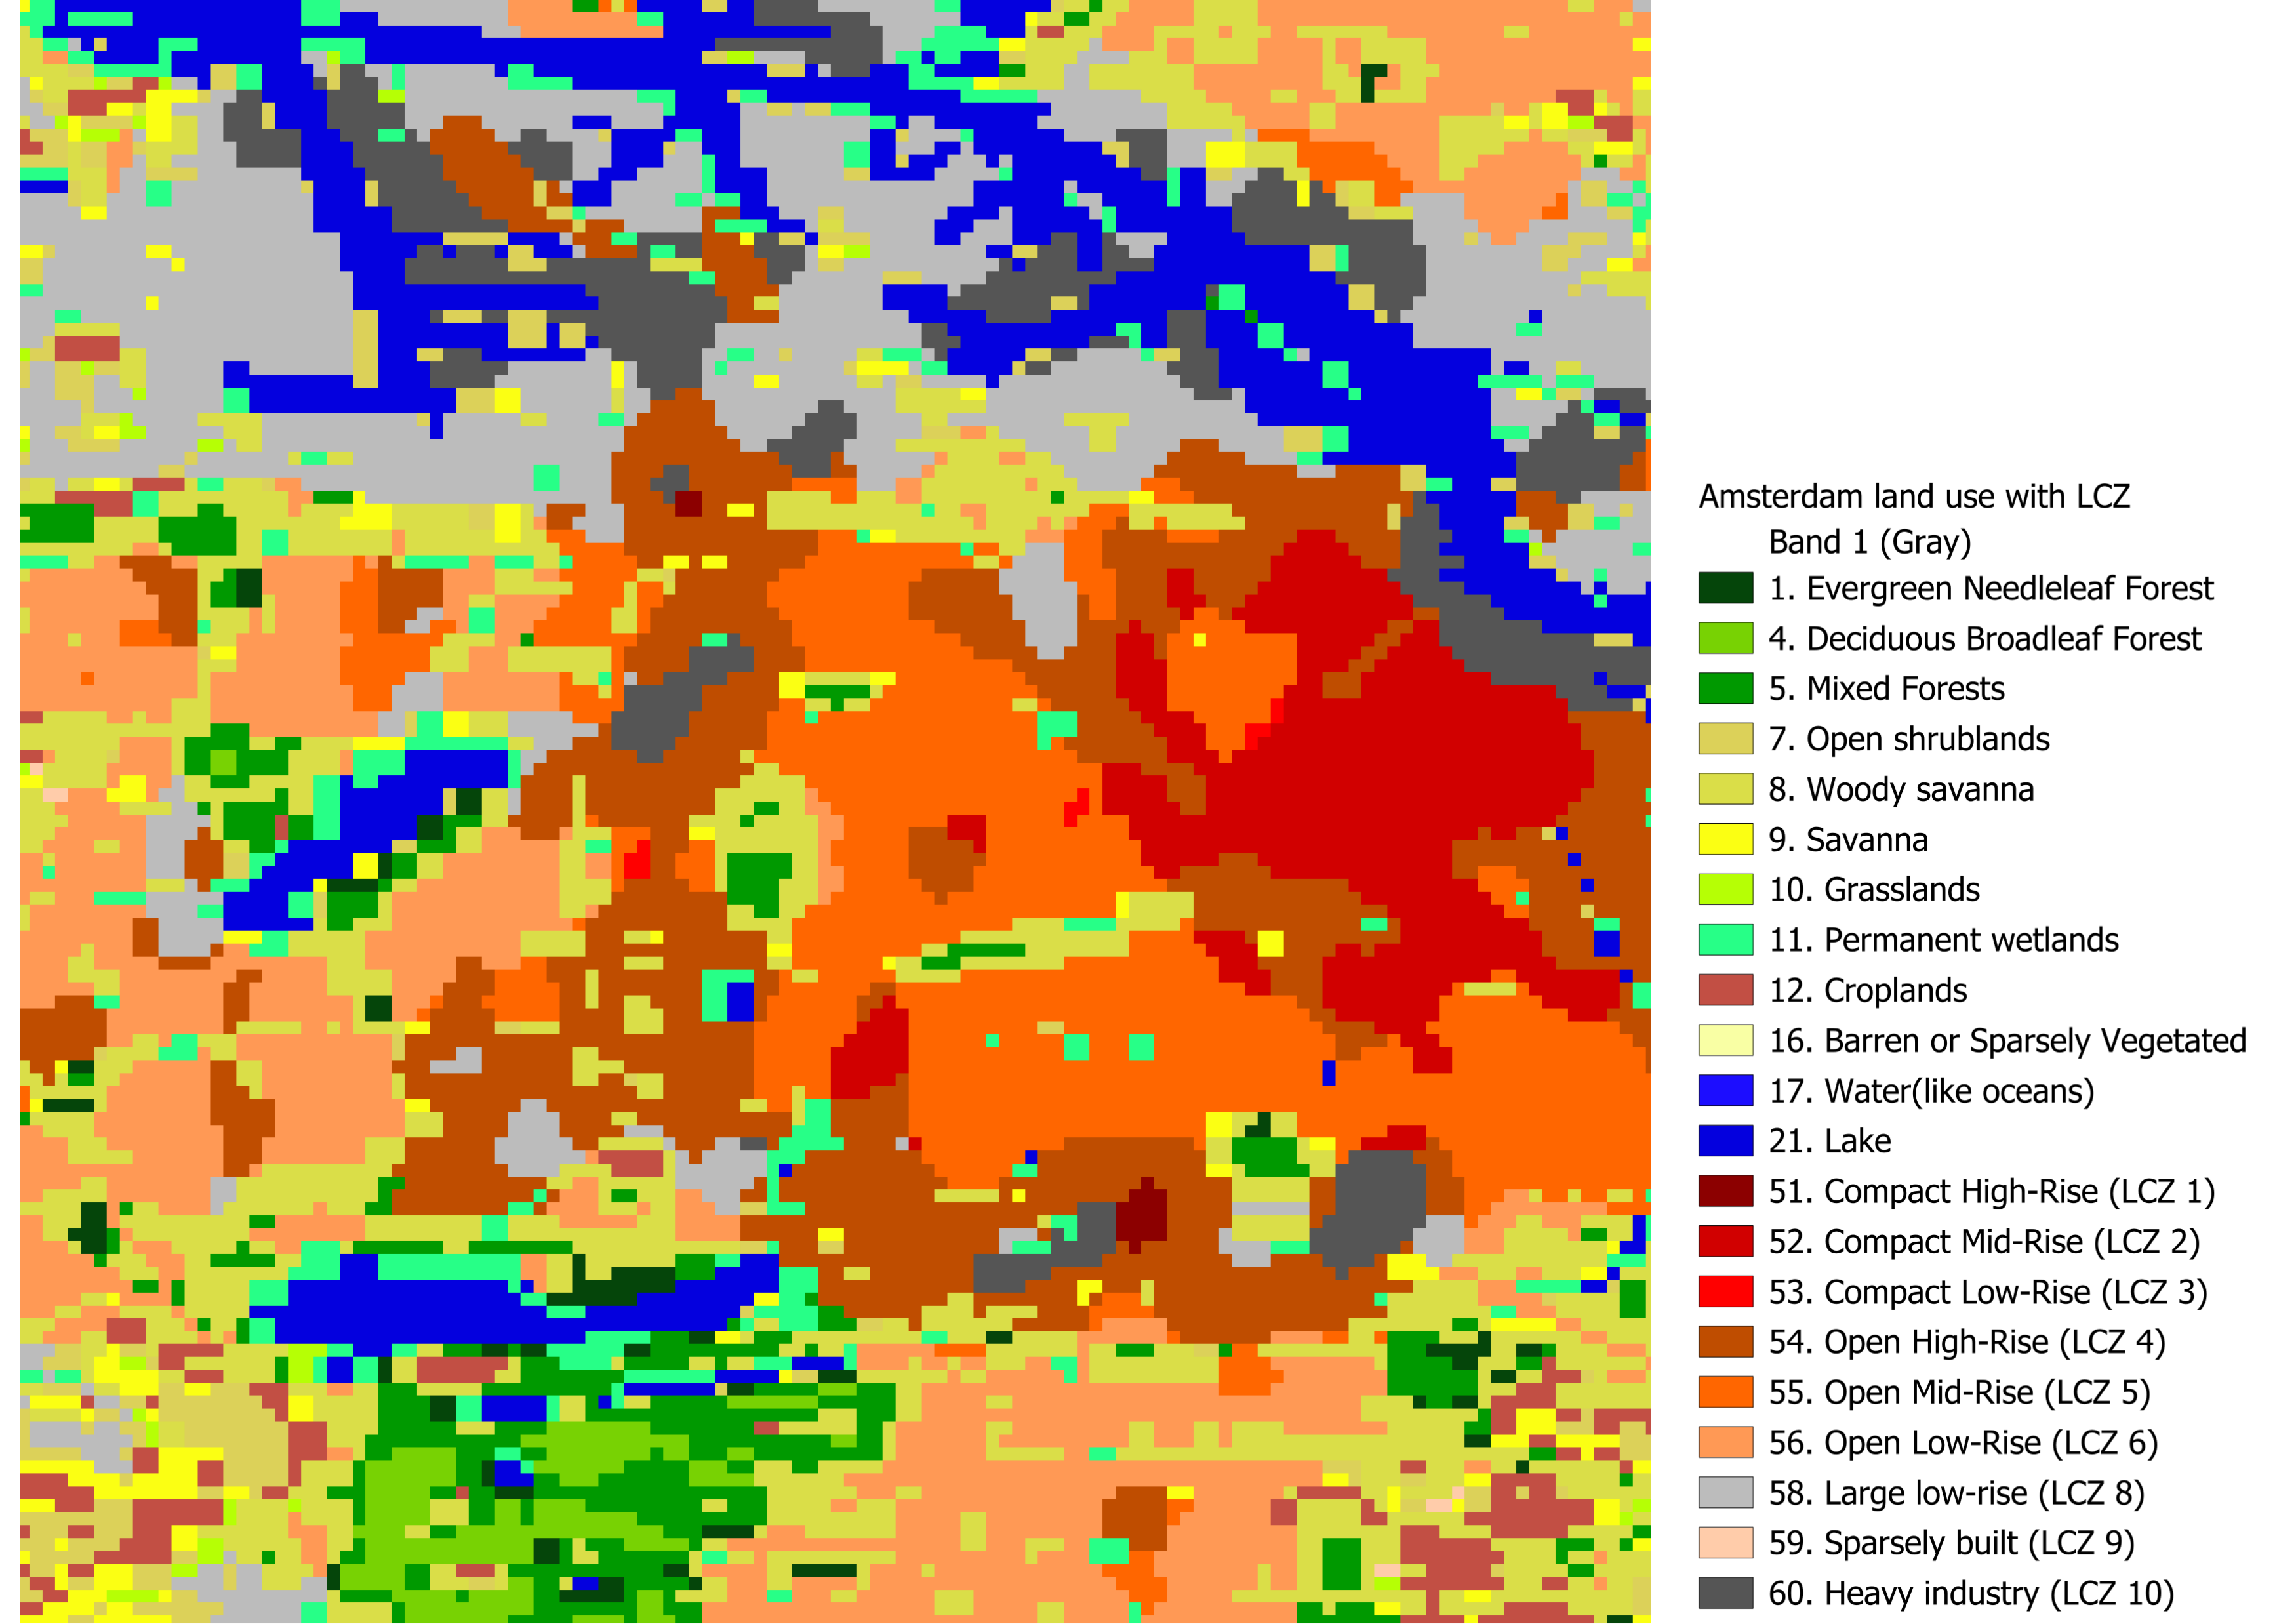 Amsterdam land use with LCZ
Band 1 (Gray)
1. Evergreen Needleleaf Forest
4. Deciduous Broadleaf Forest
5. Mixed Forests
7. Open shrublands
8. Woody savanna
9. Savanna
10. Grasslands
11. Permanent wetlands
12. Croplands
16. Barren or Sparsely Vegetated
17. Water(like oceans)
21. Lake
51. Compact High-Rise (LCZ 1)
52. Compact Mid-Rise (LCZ 2)
53. Compact Low-Rise (LCZ 3)
54. Open High-Rise (LCZ 4)
55. Open Mid-Rise (LCZ 5)
56. Open Low-Rise (LCZ 6)
58. Large low-rise (LCZ 8)
59. Sparsely built (LCZ 9)
60. Heavy industry (LCZ 10)